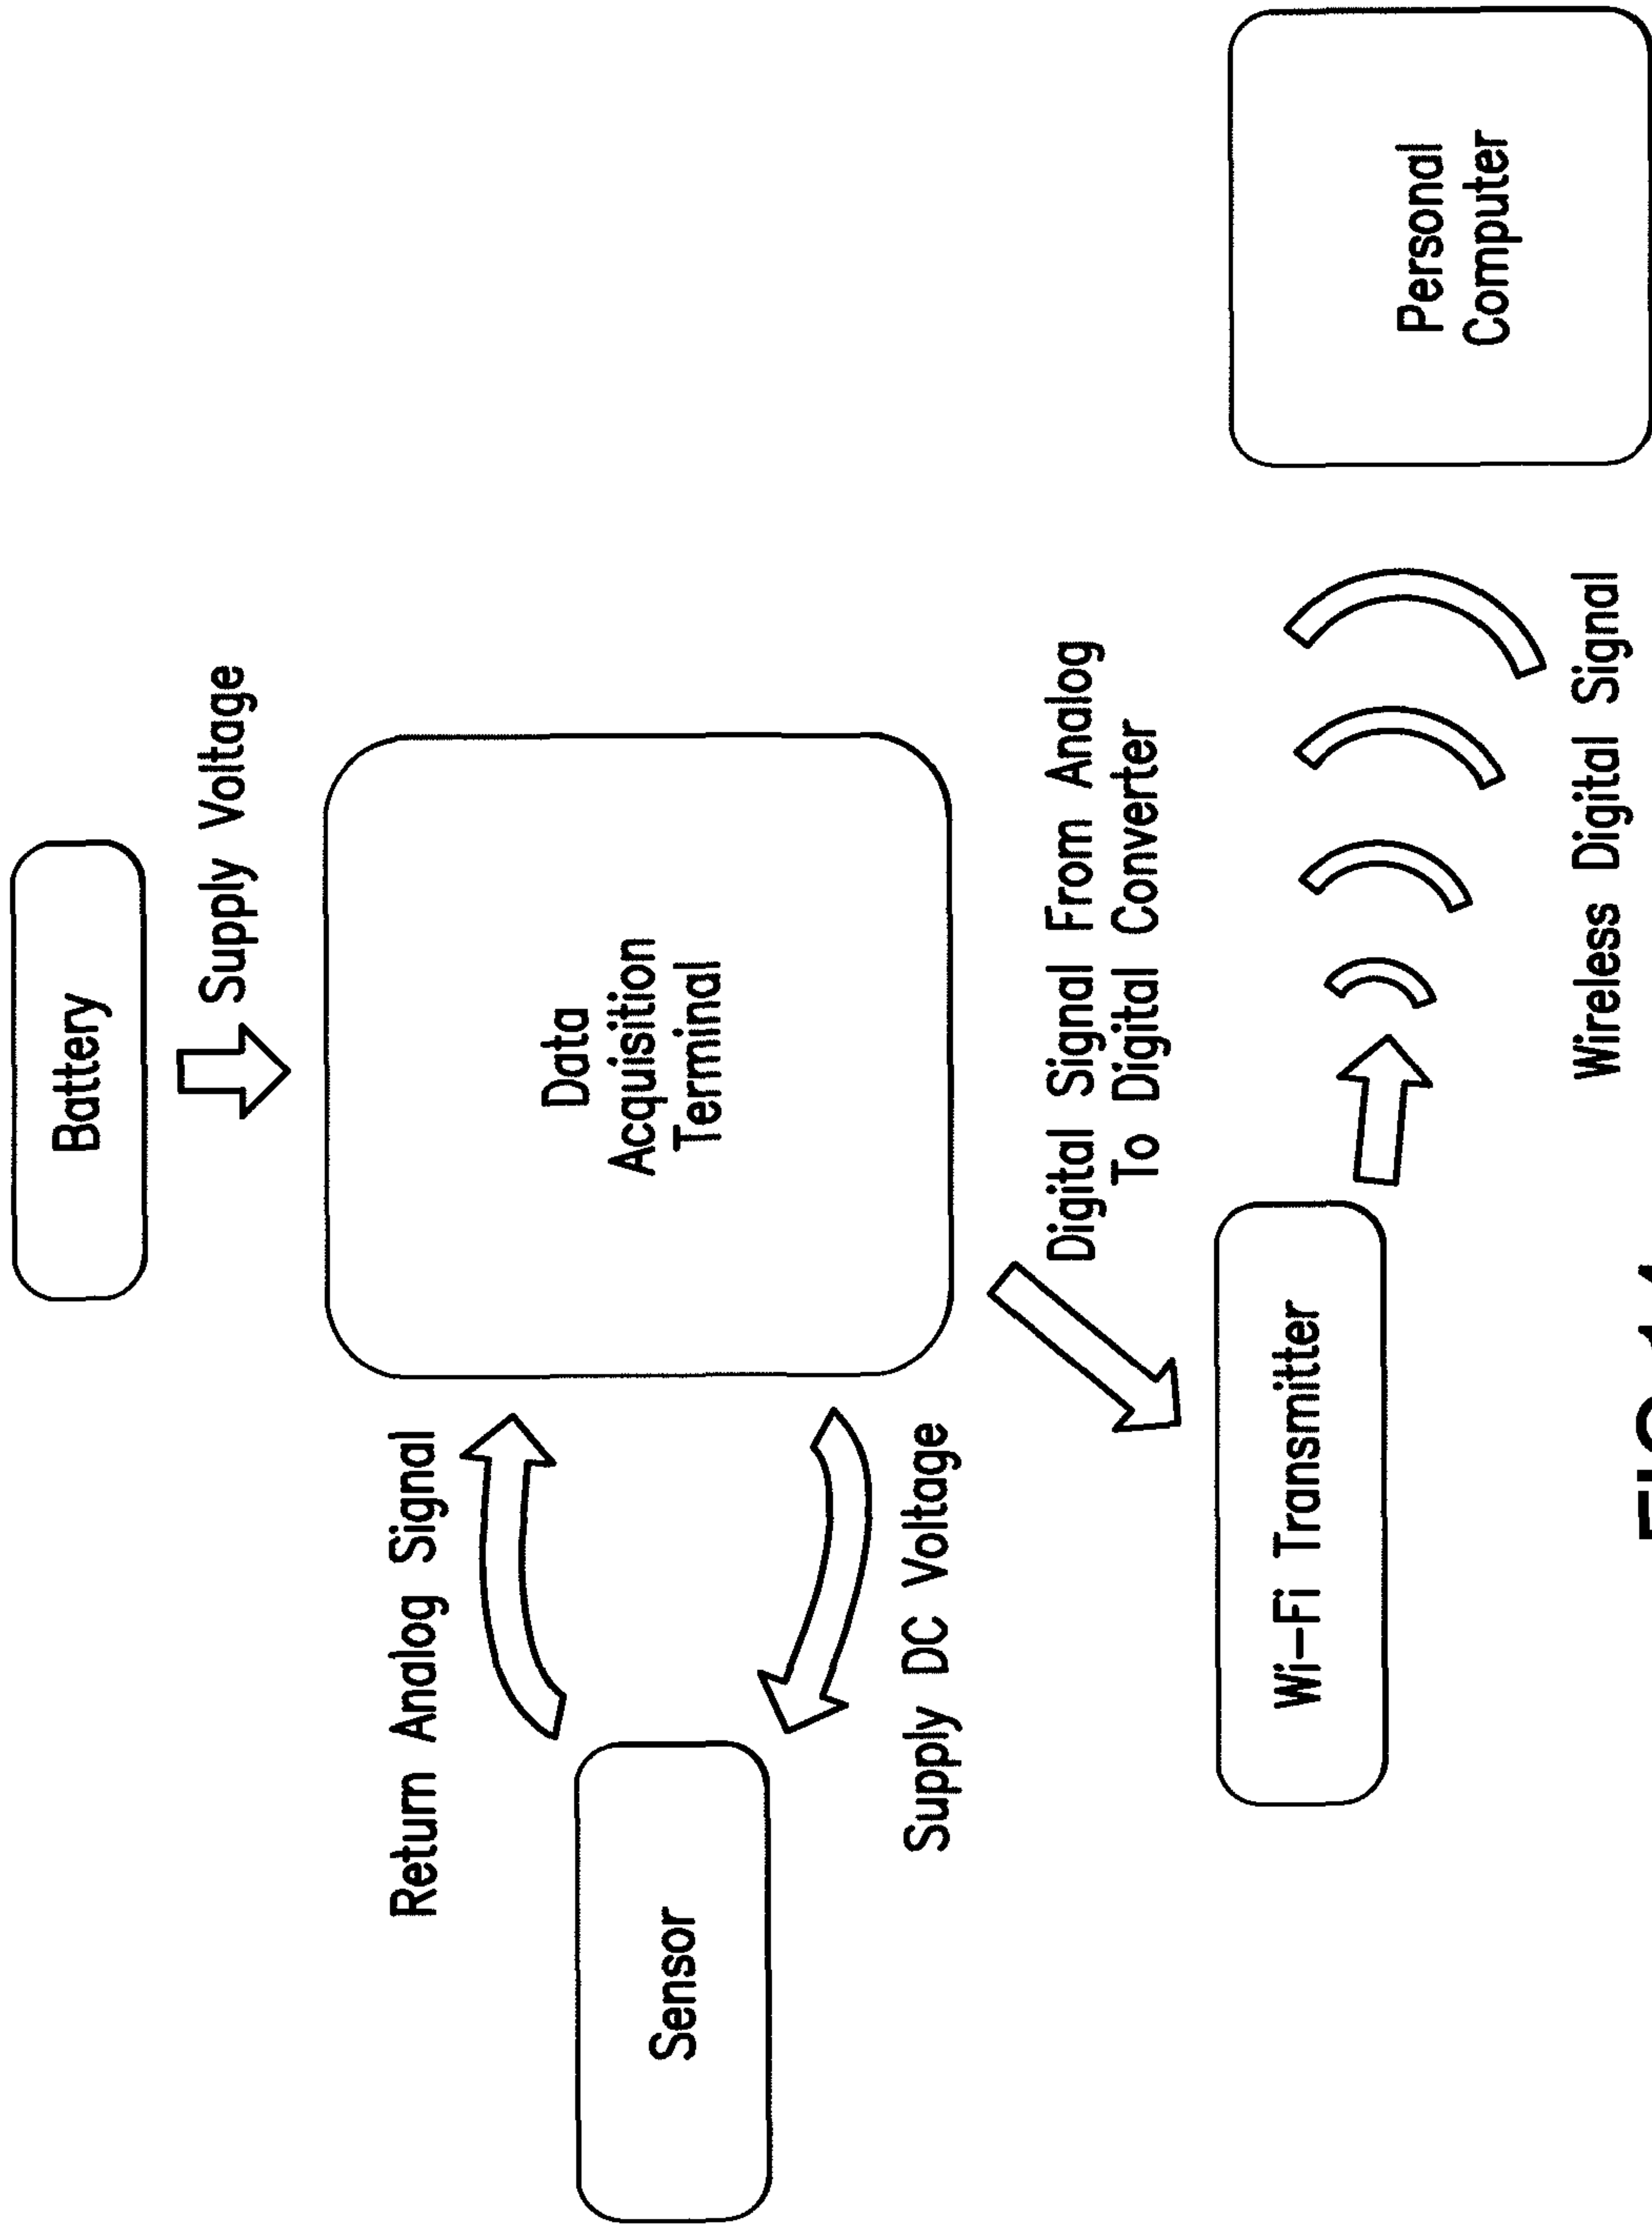 Battery
Supply Voltage
Return Analog Signal
Data
Acquisition
Terminal
Sensor
Supply DC Voltage
Digital Signal From Analog
To Digital Converter
Wi-Fi Transmitter
Personal
Computer
Wireless Digital Signal